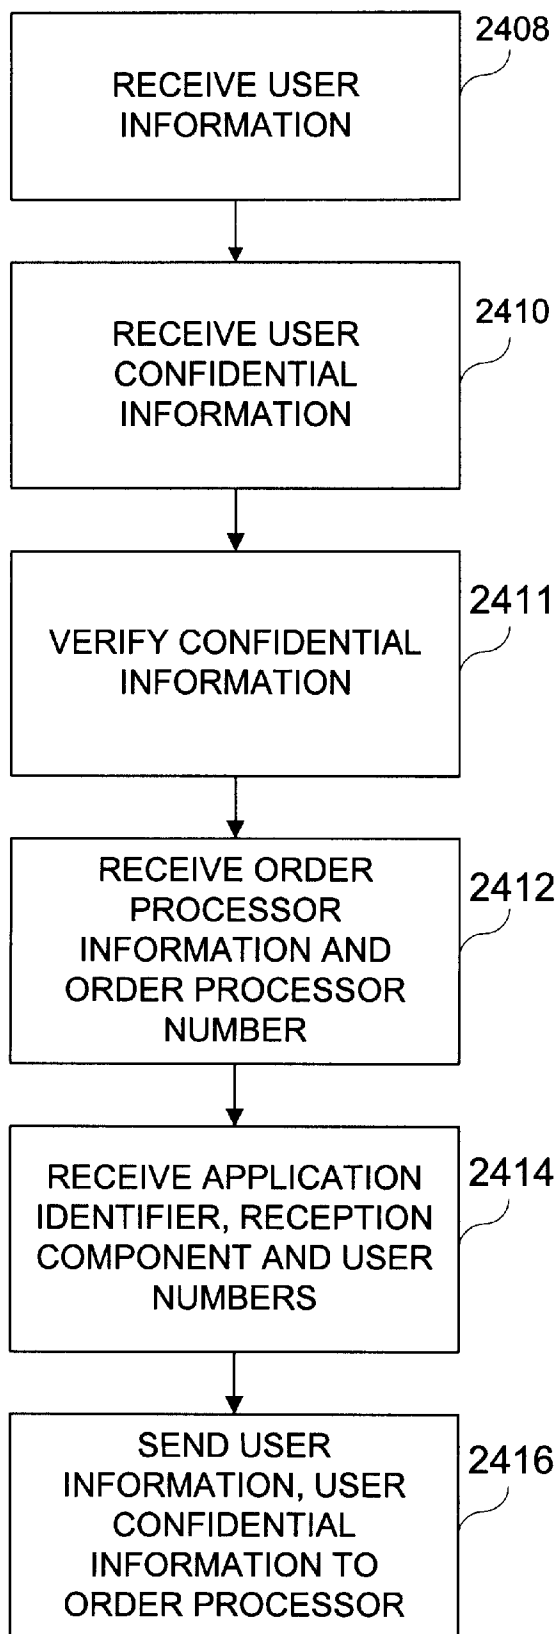 2408
RECEIVE USER
INFORMATION
2410
RECEIVE USER
CONFIDENTIAL
INFORMATION
2411
VERIFY CONFIDENTIAL
INFORMATION
2412
RECEIVE ORDER
PROCESSOR
INFORMATION AND
ORDER PROCESSOR
NUMBER
2414
RECEIVE APPLICATION
IDENTIFIER, RECEPTION
COMPONENT AND USER
NUMBERS
2416
SEND USER
INFORMATION, USER
CONFIDENTIAL
INFORMATION TO
ORDER PROCESSOR